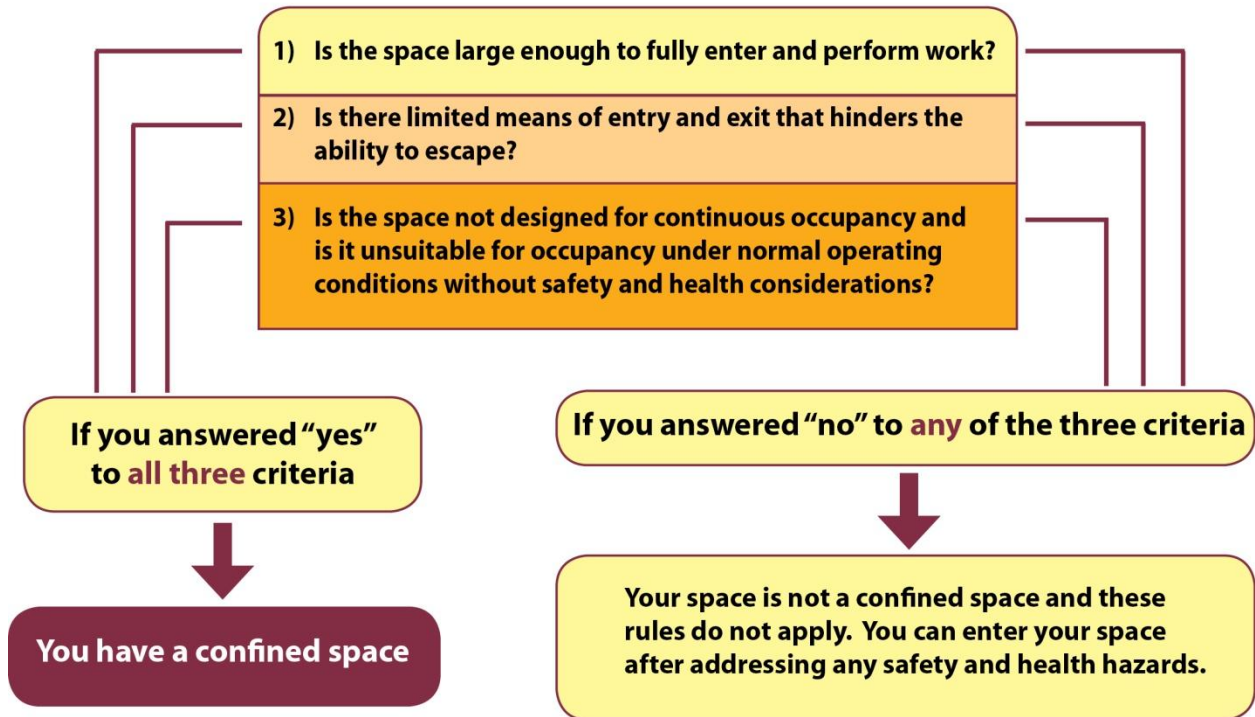 1) Is the space large enough to fully enter and perform work?
2) Is there limited means of entry and exit that hinders the
ability to escape?
3) Is the space not designed for continuous occupancy and
is it unsuitable for occupancy under normal operating
conditions without safety and health considerations?
If you answered “yes”
to all three criteria
If you answered “no” to any of the three criteria
You have a confined space
Your space is not a confined space and these
rules do not apply.  You can enter your space
after addressing any safety and health hazards.